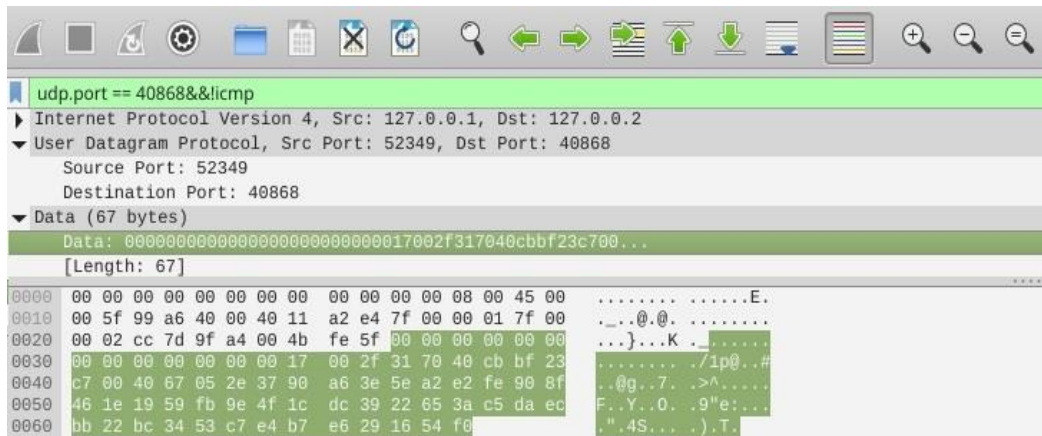 udp.port == 40868&&!icmp
Internet Protocol Version 4, Src: 127.0.0.1, Dst: 127.0.0.2
User Datagram Protocol, Src Port: 52349, Dst Port: 40868
Source Port: 52349
Destination Port: 40868
Data (67 bytes)
Data: 0000000000000000000000000017002f317040cbbf23c700...
[Length: 67]
0000 00 00 00 00 00 00 00 00 00 00 00 00 08 00 45 00 ........ ......E.
0010 00 5f 99 a6 40 00 40 11 a2 e4 7f 00 00 01 7f 00 ._..@.@. ........
0020 00 02 cc 7d 9f a4 00 4b fe 5f 00 00 00 00 00 00 ...}...K ._......
0030 00 00 00 00 00 00 00 17 00 2f 31 70 40 cb bf 23 ........ ./1p@..#
0040 c7 00 40 67 05 2e 37 90 a6 3e 5e a2 e2 fe 90 8f ..@g..7. .>^.....
0050 46 1e 19 59 fb 9e 4f 1c dc 39 22 65 3a c5 da ec F..Y..O. .9"e:...
0060 bb 22 bc 34 53 c7 e4 b7 e6 29 16 54 f0 .".4S... .).T.